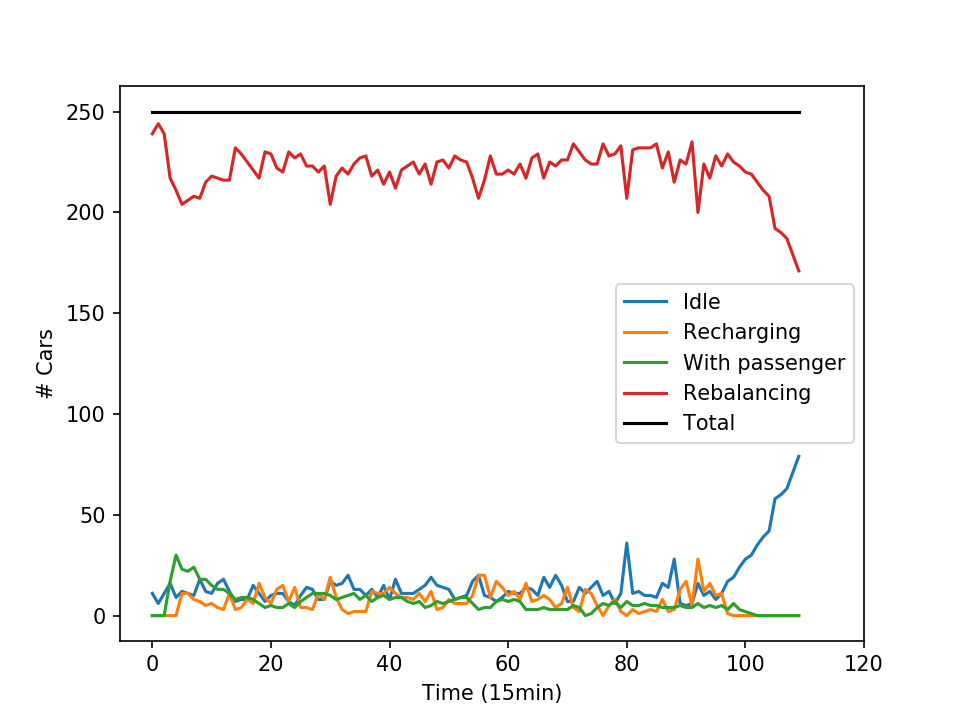 250
200
150
100
50
0
# Cars
Idle
Recharging
With passenger
Rebalancing
Total
0 20 40 60 80 100 120
Time (15min)